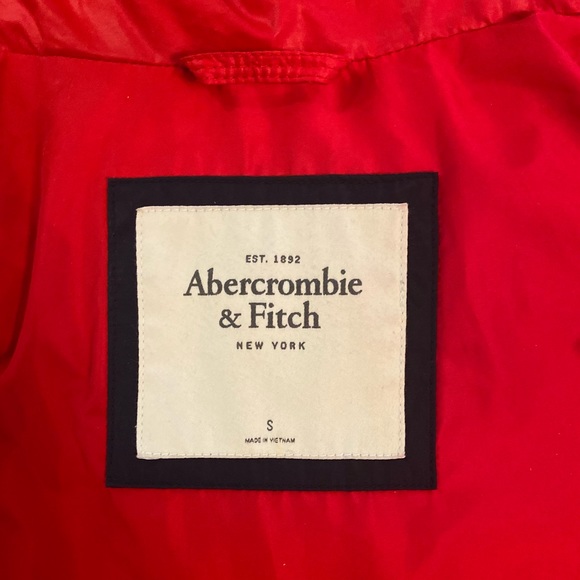 EST. 1892
Abercrombie
& Fitch
NEW YORK
S
MADE IN VIETNAM